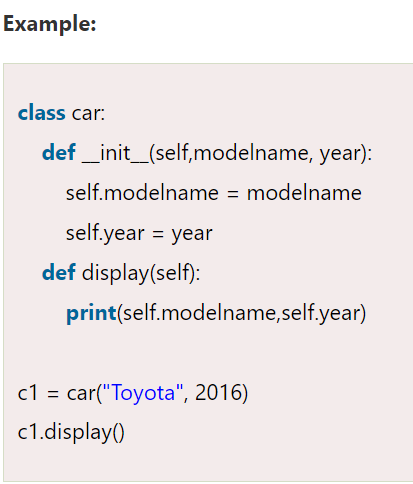 Example:
class car:
    def __init__(self,modelname, year):
        self.modelname = modelname
        self.year = year
    def display(self):
        print(self.modelname,self.year)
c1 = car("Toyota", 2016)
c1.display()